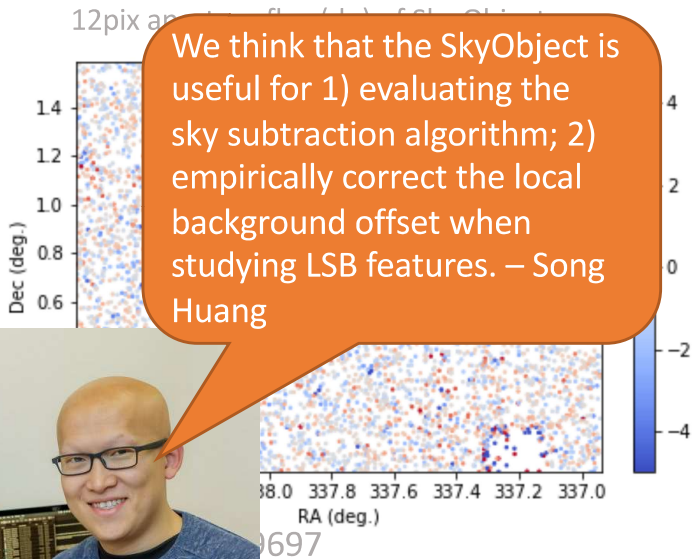 12pix
We think that the SkyObject is
useful for 1) evaluating the
sky subtraction algorithm; 2)
empirically correct the local
background offset when
studying LSB features. – Song
Huang
1.4
1.2
1.0
0.8
0.6
Dec (deg.)
4
2
0
−2
−4
337.8 337.6 337.4 337.2 337.0
RA (deg.)
9697